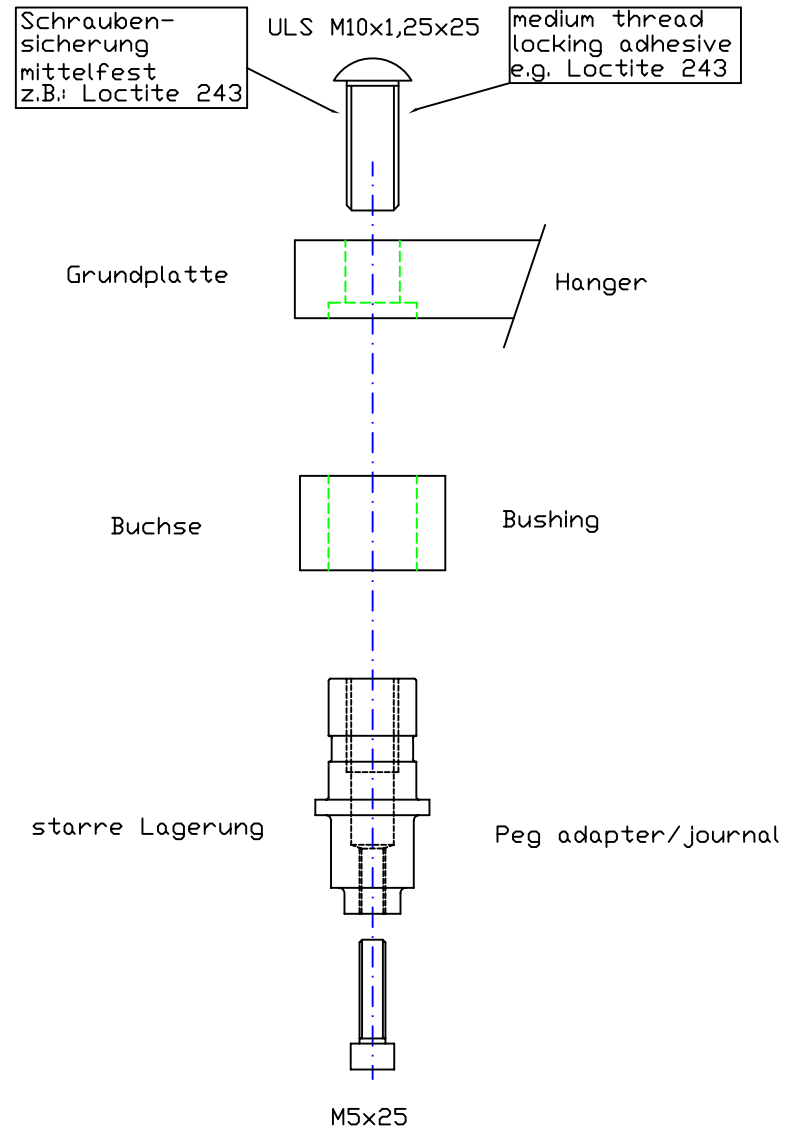 Schrauben-
sicherung
mittelfest
z.B.: Loctite 243
ULS M10x1,25x25
medium thread
locking adhesive
e.g. Loctite 243
Grundplatte
Hanger
Buchse
Bushing
starre Lagerung
Peg adapter/journal
M5x25